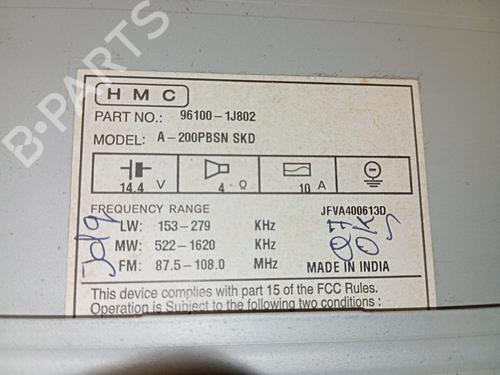 H M C
PART NO.: 96100-1J802
MODEL: A-200PBSN SKD
14.4 V 4 Ω 10 A
FREQUENCY RANGE JFVA400613D
LW: 153-279 KHz
MW: 522-1620 KHz
FM: 87.5-108.0 MHz MADE IN INDIA
This device complies with part 15 of the FCC Rules.
Operation is Subject to the following two conditions:
B-PARTS
OK